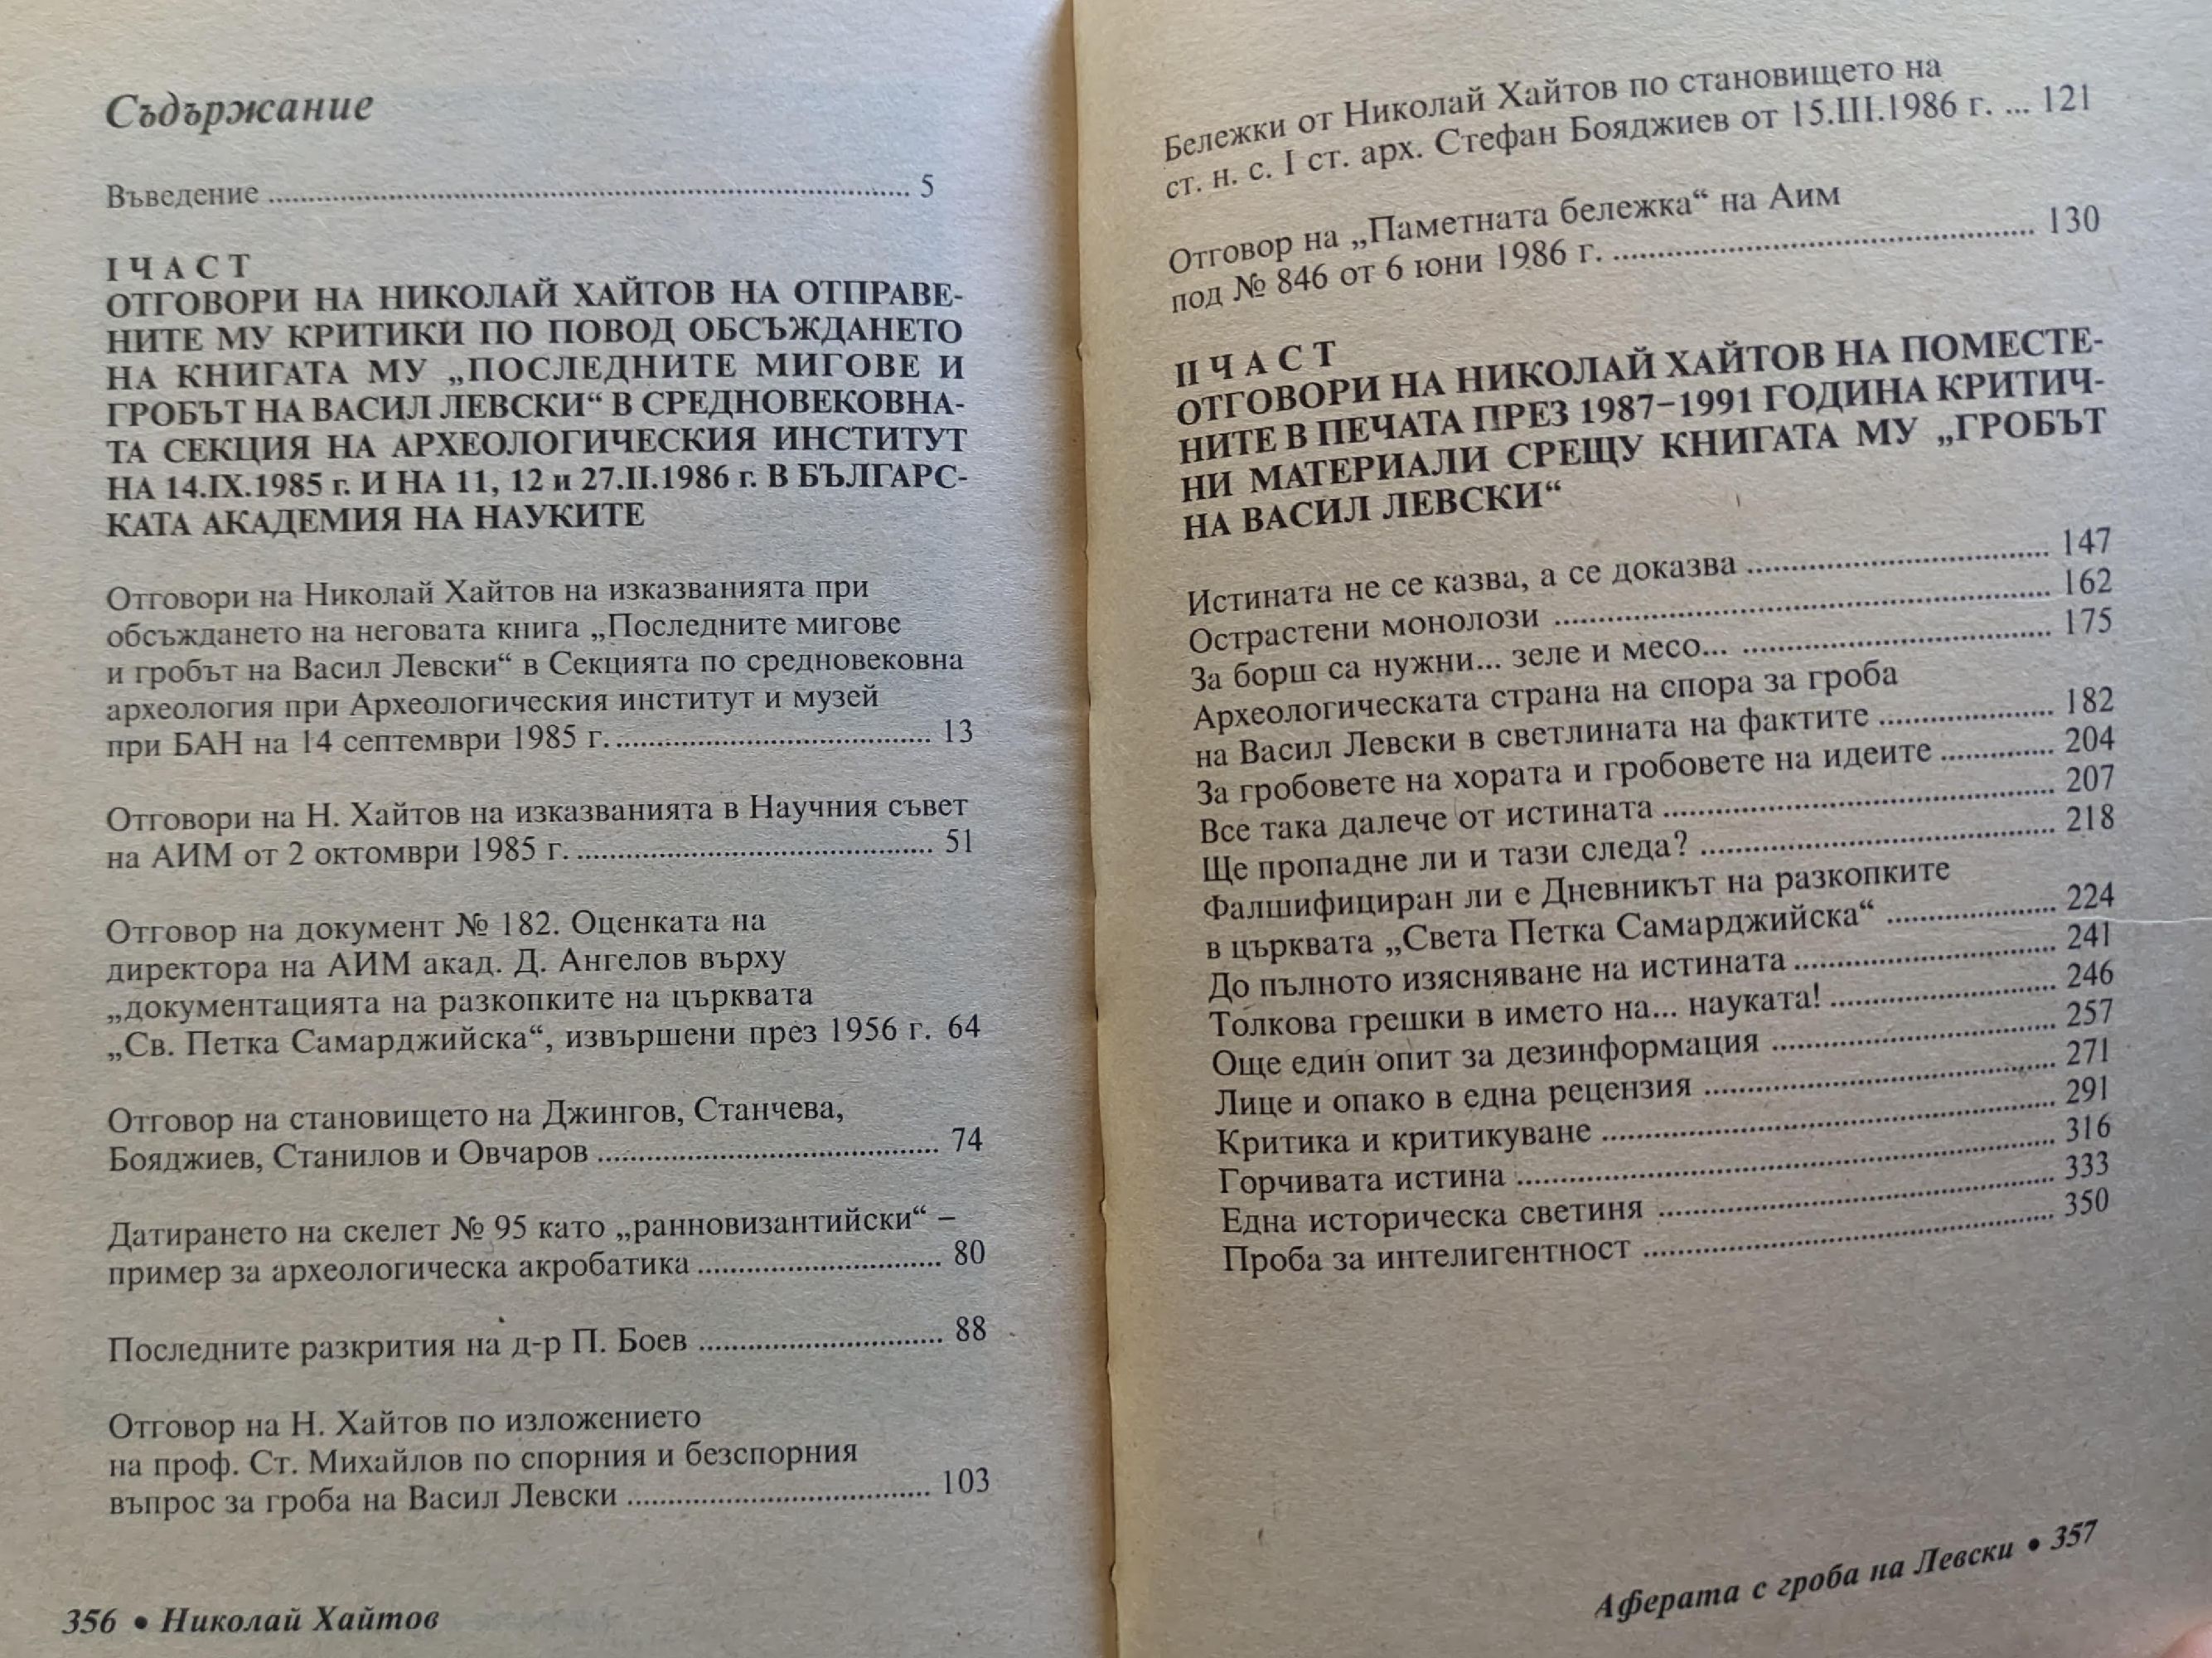 Съдържание
Въведение ........................................ 5
I ЧАСТ
ОТГОВОРИ НА НИКОЛАЙ ХАЙТОВ НА ОТПРАВЕ-
НИТЕ МУ КРИТИКИ ПО ПОВОД ОБСЪЖДАНЕТО
НА КНИГАТА МУ „ПОСЛЕДНИТЕ МИГОВЕ И
ГРОБЪТ НА ВАСИЛ ЛЕВСКИ“ В СРЕДНОВЕКОВНА-
ТА СЕКЦИЯ НА АРХЕОЛОГИЧЕСКИЯ ИНСТИТУТ
НА 14.IX.1985 г. И НА 11, 12 и 27.II.1986 г. В БЪЛГАРС-
КАТА АКАДЕМИЯ НА НАУКИТЕ
Отговори на Николай Хайтов на изказванията при
обсъждането на неговата книга „Последните мигове
и гробът на Васил Левски“ в Секцията по средновековна
археология при Археологическия институт и музей
при БАН на 14 септември 1985 г. .................... 13
Отговори на Н. Хайтов на изказванията в Научния съвет
на АИМ от 2 октомври 1985 г. .................... 51
Отговор на документ № 182. Оценката на
директора на АИМ акад. Д. Ангелов върху
„документацията на разкопките на църквата
„Св. Петка Самарджийска“, извършени през 1956 г. 64
Отговор на становището на Джингов, Станчева,
Бояджиев, Станилов и Овчаров .................... 74
Датирането на скелет № 95 като „ранновизантийски“ –
пример за археологическа акробатика .................... 80
Последните разкрития на д-р П. Боев .................... 88
Отговор на Н. Хайтов по изложението
на проф. Ст. Михайлов по спорния и безспорния
въпрос за гроба на Васил Левски .................... 103
356 • Николай Хайтов
Бележки от Николай Хайтов по становището на
ст. н. с. I ст. арх. Стефан Бояджиев от 15.III.1986 г. ... 121
Отговор на „Паметната бележка“ на Аим
под № 846 от 6 юни 1986 г. .................... 130
II ЧАСТ
ОТГОВОРИ НА НИКОЛАЙ ХАЙТОВ НА ПОМЕСТЕ-
НИТЕ В ПЕЧАТА ПРЕЗ 1987–1991 ГОДИНА КРИТИЧ-
НИ МАТЕРИАЛИ СРЕЩУ КНИГАТА МУ „ГРОБЪТ
НА ВАСИЛ ЛЕВСКИ“
Истината не се казва, а се доказва .................... 147
Острастени монолози .................... 162
За борш са нужни... зеле и месо... .................... 175
Археологическата страна на спора за гроба
на Васил Левски в светлината на фактите .................... 182
За гробовете на хората и гробовете на идеите ............ 204
Все така далече от истината .................... 207
Ще пропадне ли и тази следа? .................... 218
Фалшифициран ли е Дневникът на разкопките
в църквата „Света Петка Самарджийска“ .................... 224
До пълното изясняване на истината .................... 241
Толкова грешки в името на... науката! .................... 246
Още един опит за дезинформация .................... 257
Лице и опако в една рецензия .................... 271
Критика и критикуване .................... 291
Горчивата истина .................... 316
Една историческа светиня .................... 333
Проба за интелигентност .................... 350
Аферата с гроба на Левски • 357